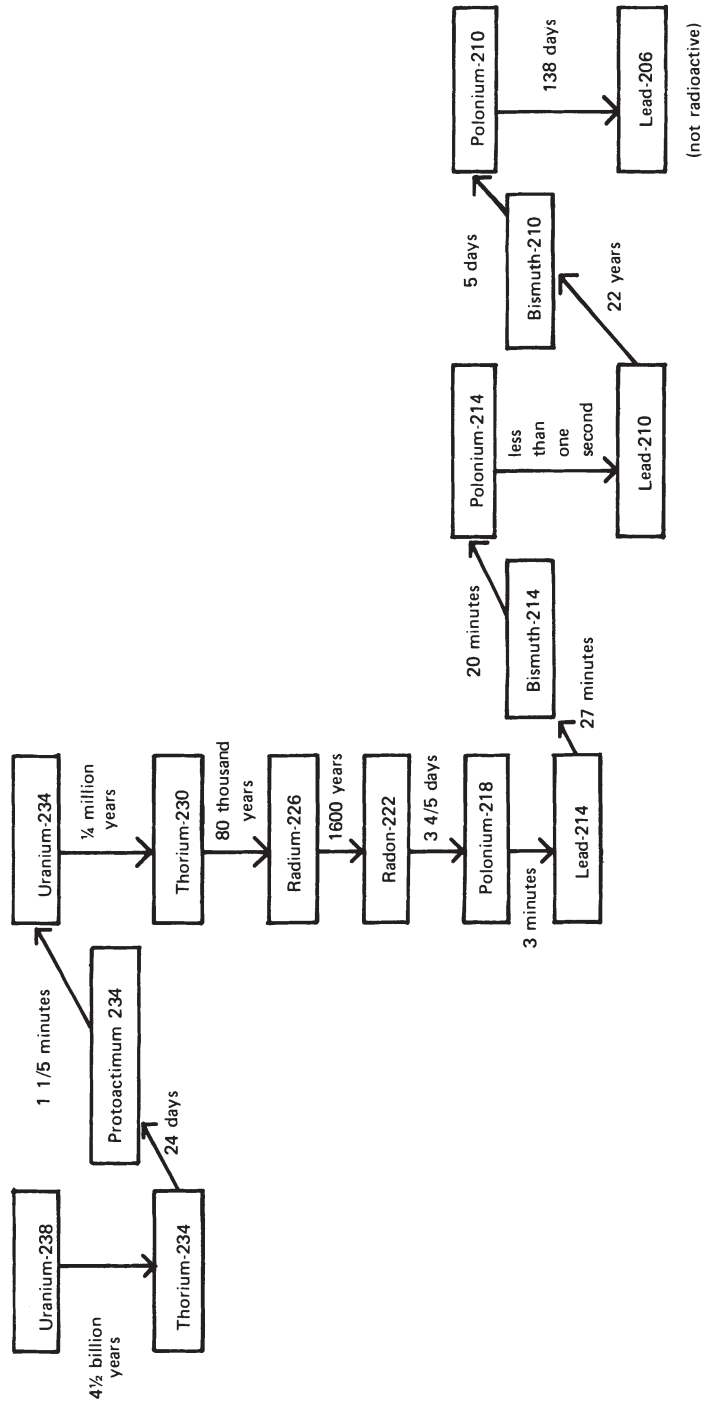 Uranium-238
4½ billion
years
Thorium-234
24 days
Protoactimum 234
1 1/5 minutes
Uranium-234
¼ million
years
Thorium-230
80 thousand
years
Radium-226
1600 years
Radon-222
3 4/5 days
Polonium-218
3 minutes
Lead-214
27 minutes
Bismuth-214
20 minutes
Polonium-214
less
than
one
second
Lead-210
22 years
Bismuth-210
5 days
Polonium-210
138 days
Lead-206
(not radioactive)